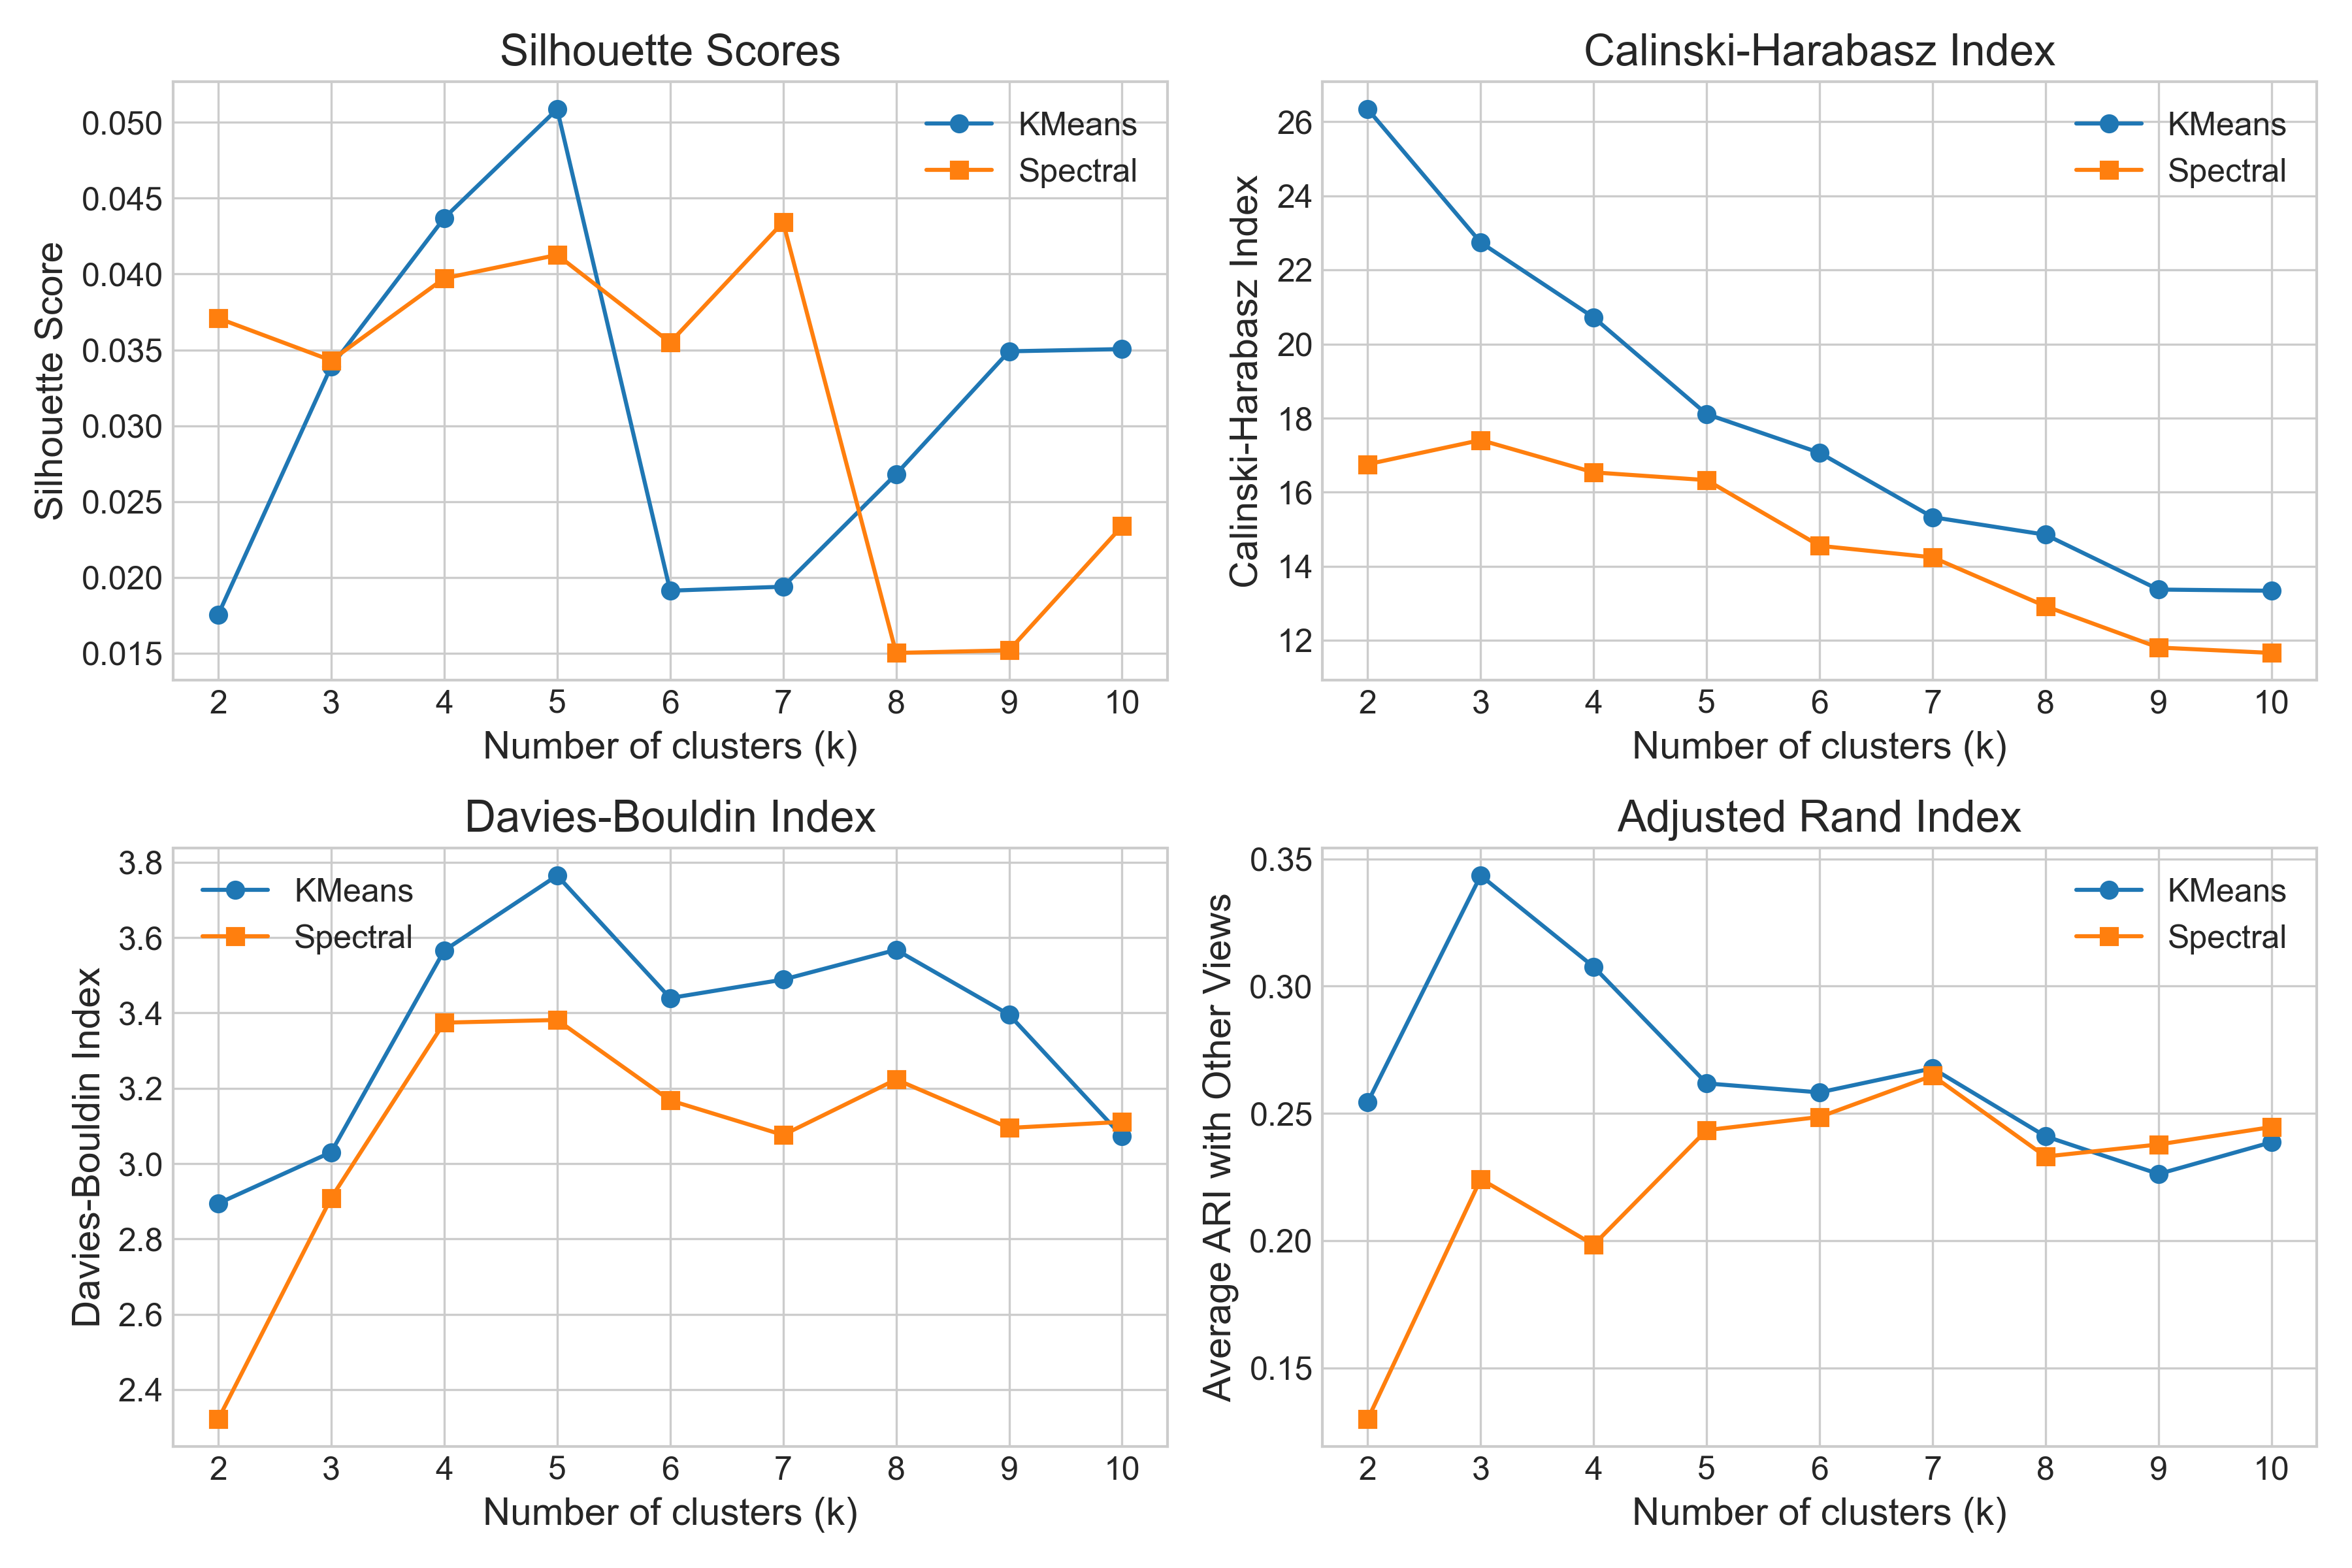 Silhouette Scores
Silhouette Score
0.050
0.045
0.040
0.035
0.030
0.025
0.020
0.015
KMeans
Spectral
2 3 4 5 6 7 8 9 10
Number of clusters (k)
Calinski-Harabasz Index
Calinski-Harabasz Index
26
24
22
20
18
16
14
12
KMeans
Spectral
2 3 4 5 6 7 8 9 10
Number of clusters (k)
Davies-Bouldin Index
Davies-Bouldin Index
3.8
3.6
3.4
3.2
3.0
2.8
2.6
2.4
KMeans
Spectral
2 3 4 5 6 7 8 9 10
Number of clusters (k)
Adjusted Rand Index
Average ARI with Other Views
0.35
0.30
0.25
0.20
0.15
KMeans
Spectral
2 3 4 5 6 7 8 9 10
Number of clusters (k)